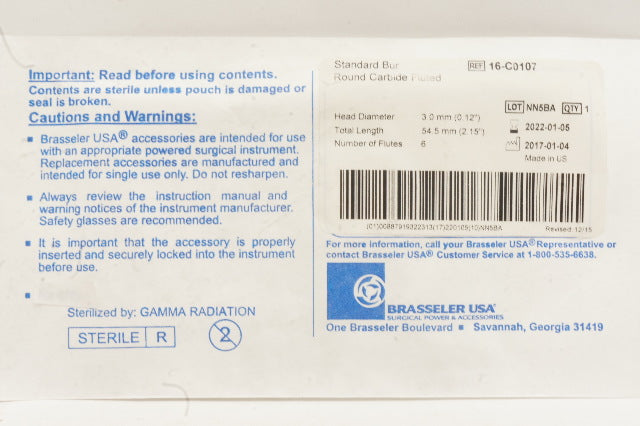 Important: Read before using contents.
Contents are sterile unless pouch is damaged or
seal is broken.
Cautions and Warnings:
Brasseler USA® accessories are intended for use
with an appropriate powered surgical instrument.
Replacement accessories are manufactured and
intended for single use only. Do not resharpen.
Always review the instruction manual and
warning notices of the instrument manufacturer.
Safety glasses are recommended.
It is important that the accessory is properly
inserted and securely locked into the instrument
before use.
Sterilized by: GAMMA RADIATION
STERILE R
2
Standard Bur
Round Carbide Fluted
REF 16-C0107
LOT NN5BA QTY 1
Head Diameter 3.0 mm (0.12")
Total Length 54.5 mm (2.15")
Number of Flutes 6
2022-01-05
2017-01-04
Made in US
(01)00887919322313(17)220105(10)NN5BA
Revised 12/15
For more information, call your Brasseler USA® Representative or
contact Brasseler USA® Customer Service at 1-800-535-6638.
BRASSELER USA®
SURGICAL POWER & ACCESSORIES
One Brasseler Boulevard ■ Savannah, Georgia 31419